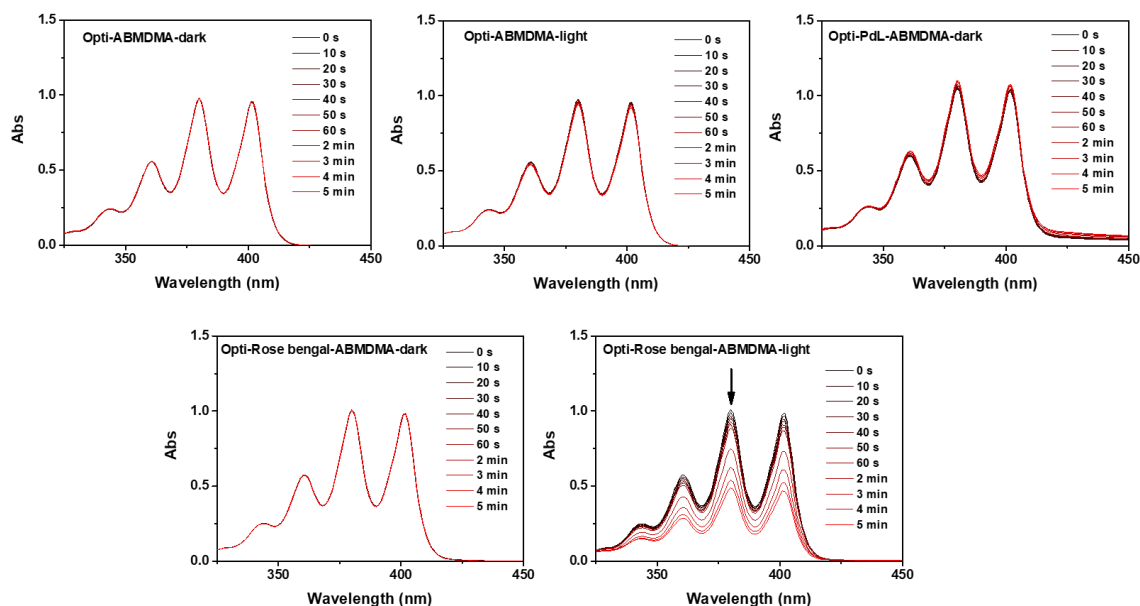 Opti-ABMDMA-dark
0 s
10 s
20 s
30 s
40 s
50 s
60 s
2 min
3 min
4 min
5 min
1.5
1.0
0.5
0.0
Abs
350
400
450
Wavelength (nm)
Opti-ABMDMA-light
0 s
10 s
20 s
30 s
40 s
50 s
60 s
2 min
3 min
4 min
5 min
1.5
1.0
0.5
0.0
Abs
350
400
450
Wavelength (nm)
Opti-PdL-ABMDMA-dark
0 s
10 s
20 s
30 s
40 s
50 s
60 s
2 min
3 min
4 min
5 min
1.5
1.0
0.5
0.0
Abs
350
400
450
Wavelength (nm)
Opti-Rose bengal-ABMDMA-dark
0 s
10 s
20 s
30 s
40 s
50 s
60 s
2 min
3 min
4 min
5 min
1.5
1.0
0.5
0.0
Abs
350
400
450
Wavelength (nm)
Opti-Rose bengal-ABMDMA-light
0 s
10 s
20 s
30 s
40 s
50 s
60 s
2 min
3 min
4 min
5 min
1.5
1.0
0.5
0.0
Abs
350
400
450
Wavelength (nm)